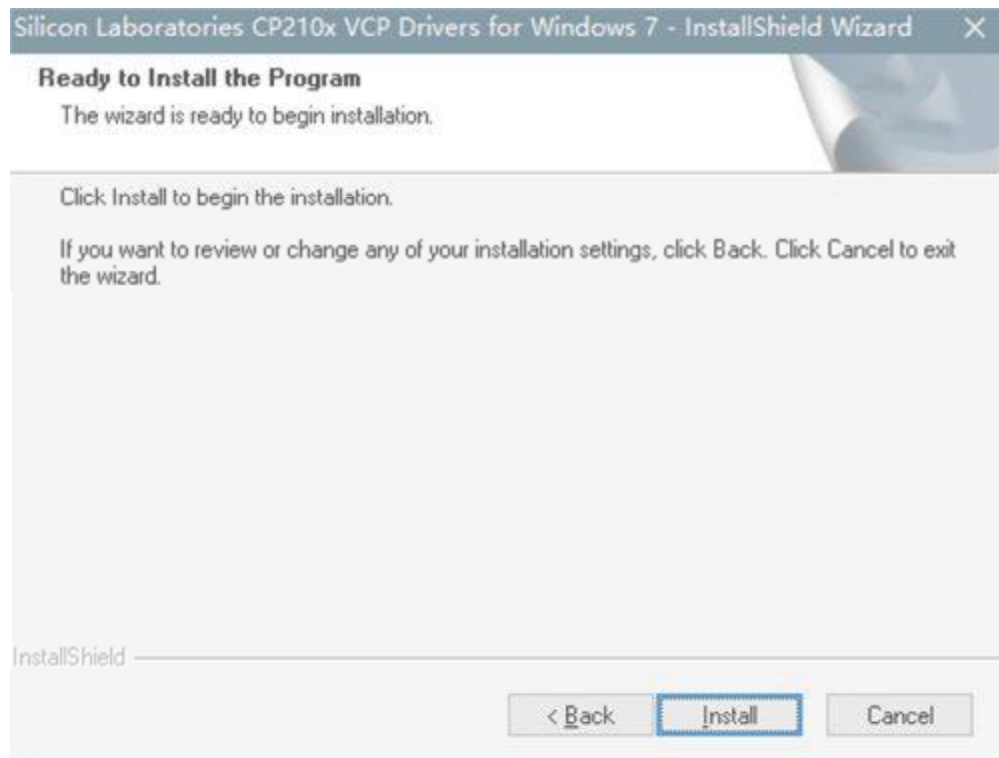 Silicon Laboratories CP210x VCP Drivers for Windows 7 - InstallShield Wizard
Ready to Install the Program
The wizard is ready to begin installation.
Click Install to begin the installation.
If you want to review or change any of your installation settings, click Back. Click Cancel to exit
the wizard.
InstallShield
< Back
Install
Cancel